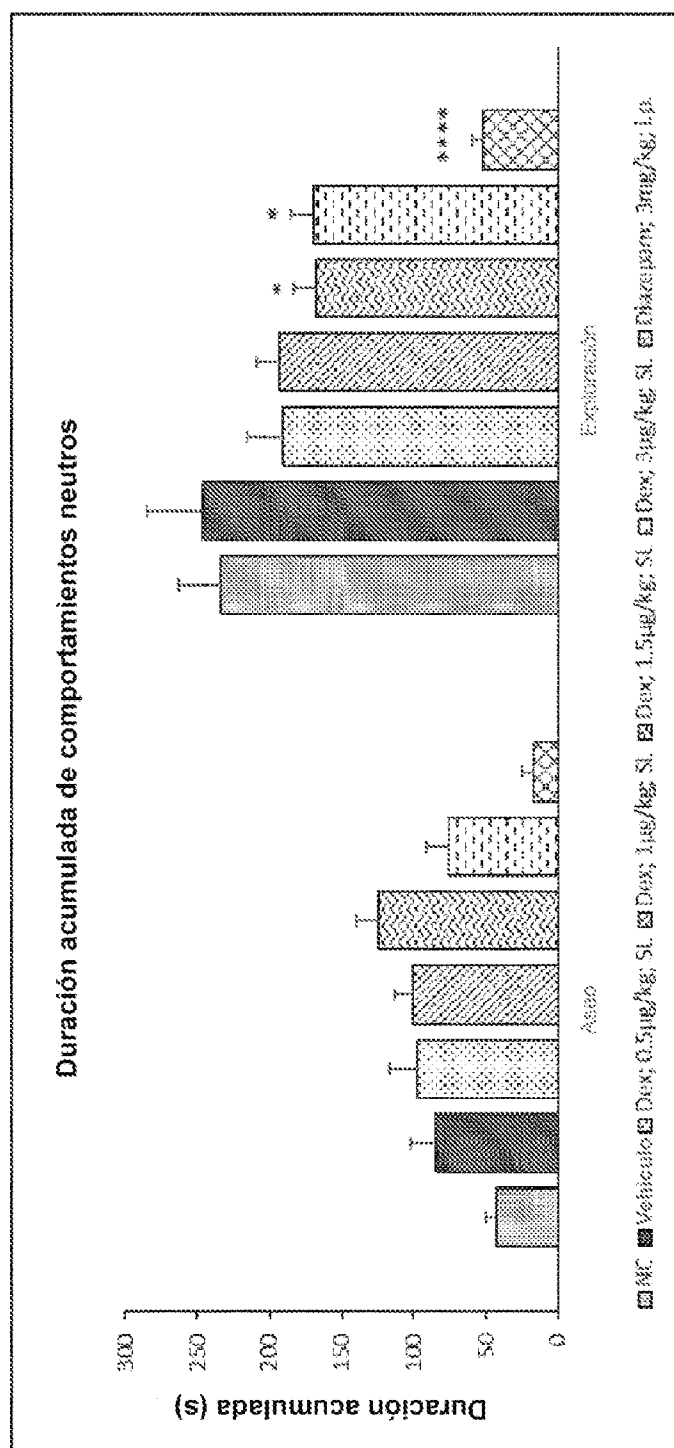 Duración acumulada de comportamientos neutros
Duración acumulada (s)
300
250
200
150
100
50
0
*
*
****
Aseo
Exploración
NC Vehículo Dex; 0.5µg/kg; SL Dex; 1µg/kg; SL Dex; 1.5µg/kg; SL Dex; 3µg/kg; SL Diazepam; 3mg/kg; i.p.